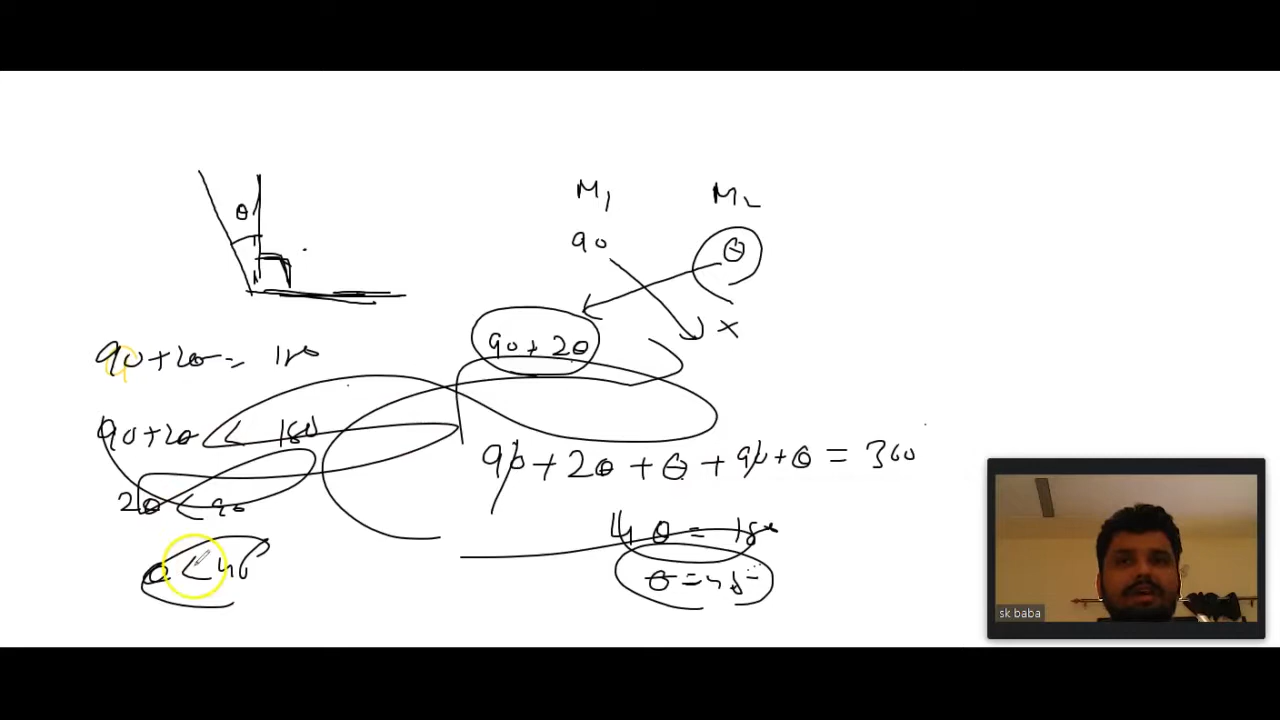 θ
M₁ M₂
90 θ
x
90 + 2θ
90 + 2θ = 180
90 + 2θ < 180
90 + 2θ + θ + 90 + θ = 360
2θ < 90
4θ = 180
θ < 45
θ = 45
sk baba